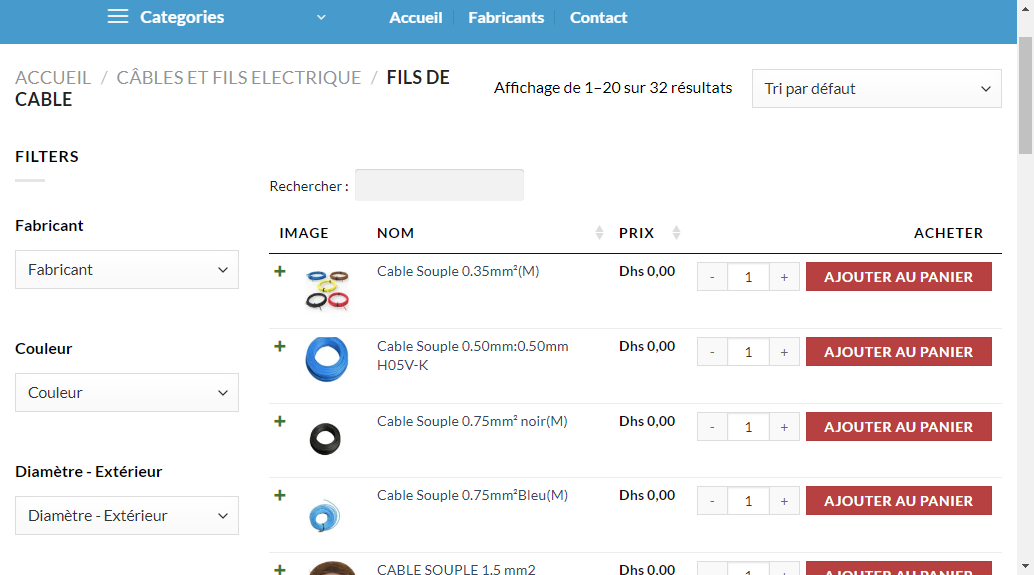 Categories
Accueil
Fabricants
Contact
ACCUEIL / CÂBLES ET FILS ELECTRIQUE / FILS DE
CABLE
Affichage de 1–20 sur 32 résultats
Tri par défaut
FILTERS
Fabricant
Fabricant
Couleur
Couleur
Diamètre - Extérieur
Diamètre - Extérieur
Rechercher :
IMAGE NOM PRIX ACHETER
+ Cable Souple 0.35mm²(M) Dhs 0,00 - 1 + AJOUTER AU PANIER
+ Cable Souple 0.50mm:0.50mm Dhs 0,00 - 1 + AJOUTER AU PANIER
H05V-K
+ Cable Souple 0.75mm² noir(M) Dhs 0,00 - 1 + AJOUTER AU PANIER
+ Cable Souple 0.75mm²Bleu(M) Dhs 0,00 - 1 + AJOUTER AU PANIER
+ CABLE SOUPLE 1.5 mm2 Dhs 0,00 - 1 + AJOUTER AU PANIER